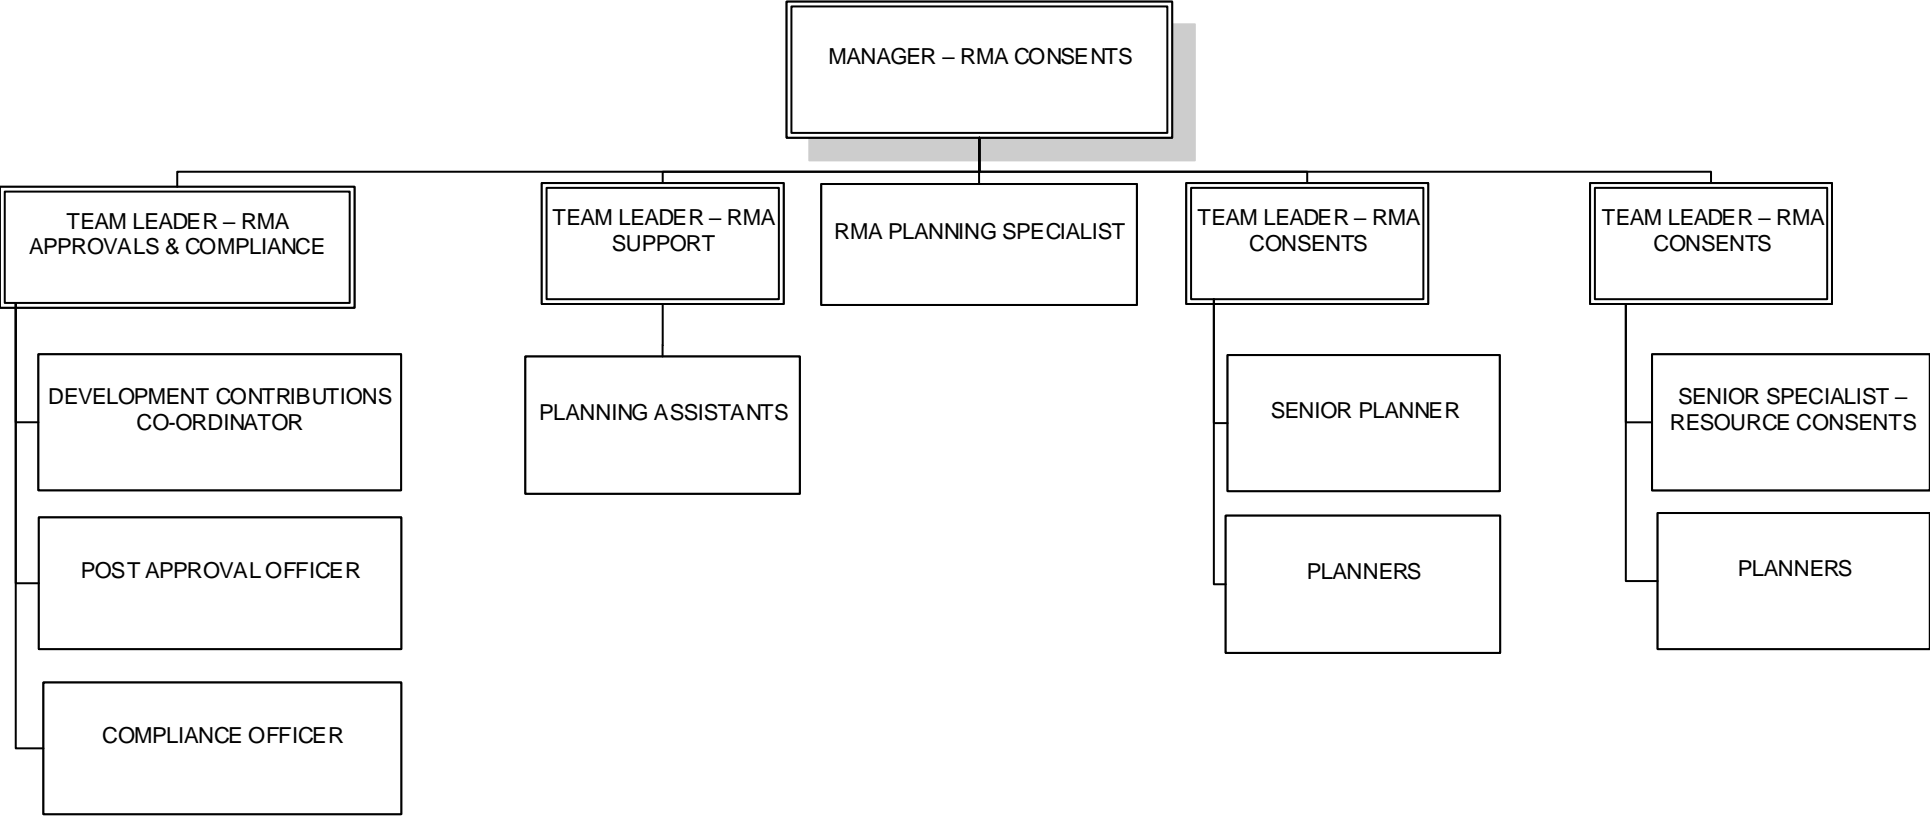 MANAGER – RMA CONSENTS
TEAM LEADER – RMA
APPROVALS & COMPLIANCE
TEAM LEADER – RMA
SUPPORT
RMA PLANNING SPECIALIST
TEAM LEADER – RMA
CONSENTS
TEAM LEADER – RMA
CONSENTS
DEVELOPMENT CONTRIBUTIONS
CO-ORDINATOR
PLANNING ASSISTANTS
SENIOR PLANNER
SENIOR SPECIALIST –
RESOURCE CONSENTS
POST APPROVAL OFFICER
PLANNERS
PLANNERS
COMPLIANCE OFFICER